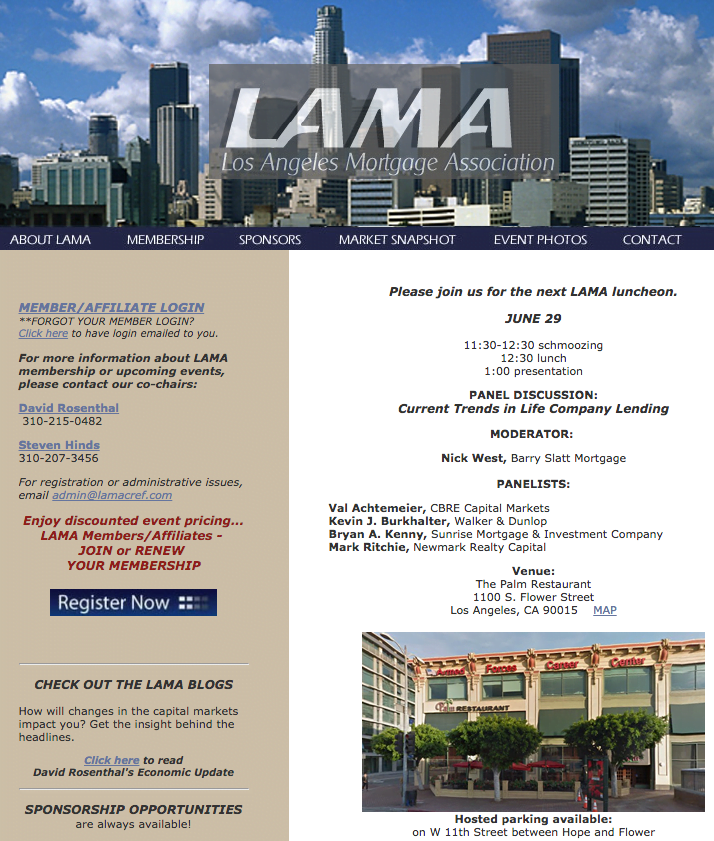 LAMA
Los Angeles Mortgage Association
ABOUT LAMA
MEMBERSHIP
SPONSORS
MARKET SNAPSHOT
EVENT PHOTOS
CONTACT
MEMBER/AFFILIATE LOGIN
**FORGOT YOUR MEMBER LOGIN?
Click here to have login emailed to you.
For more information about LAMA
membership or upcoming events,
please contact our co-chairs:
David Rosenthal
310-215-0482
Steven Hinds
310-207-3456
For registration or administrative issues,
email admin@lamacref.com
Enjoy discounted event pricing...
LAMA Members/Affiliates -
JOIN or RENEW
YOUR MEMBERSHIP
Register Now
CHECK OUT THE LAMA BLOGS
How will changes in the capital markets
impact you? Get the insight behind the
headlines.
Click here to read
David Rosenthal's Economic Update
SPONSORSHIP OPPORTUNITIES
are always available!
Please join us for the next LAMA luncheon.
JUNE 29
11:30-12:30 schmoozing
12:30 lunch
1:00 presentation
PANEL DISCUSSION:
Current Trends in Life Company Lending
MODERATOR:
Nick West, Barry Slatt Mortgage
PANELISTS:
Val Achtemeier, CBRE Capital Markets
Kevin J. Burkhalter, Walker & Dunlop
Bryan A. Kenny, Sunrise Mortgage & Investment Company
Mark Ritchie, Newmark Realty Capital
Venue:
The Palm Restaurant
1100 S. Flower Street
Los Angeles, CA 90015 MAP
Armed Forces Career Center
Palm RESTAURANT
Hosted parking available:
on W 11th Street between Hope and Flower